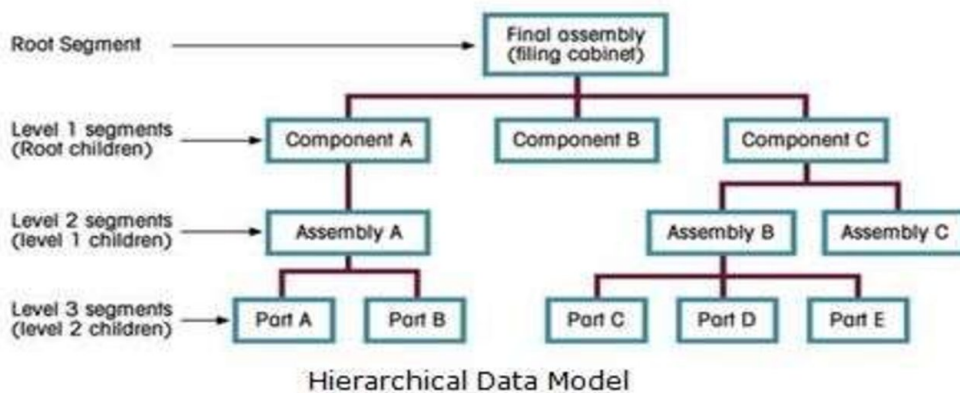 Root Segment
Final assembly
(filing cabinet)
Level 1 segments
(Root children)
Component A
Component B
Component C
Level 2 segments
(level 1 children)
Assembly A
Assembly B
Assembly C
Level 3 segments
(level 2 children)
Part A
Part B
Part C
Part D
Part E
Hierarchical Data Model